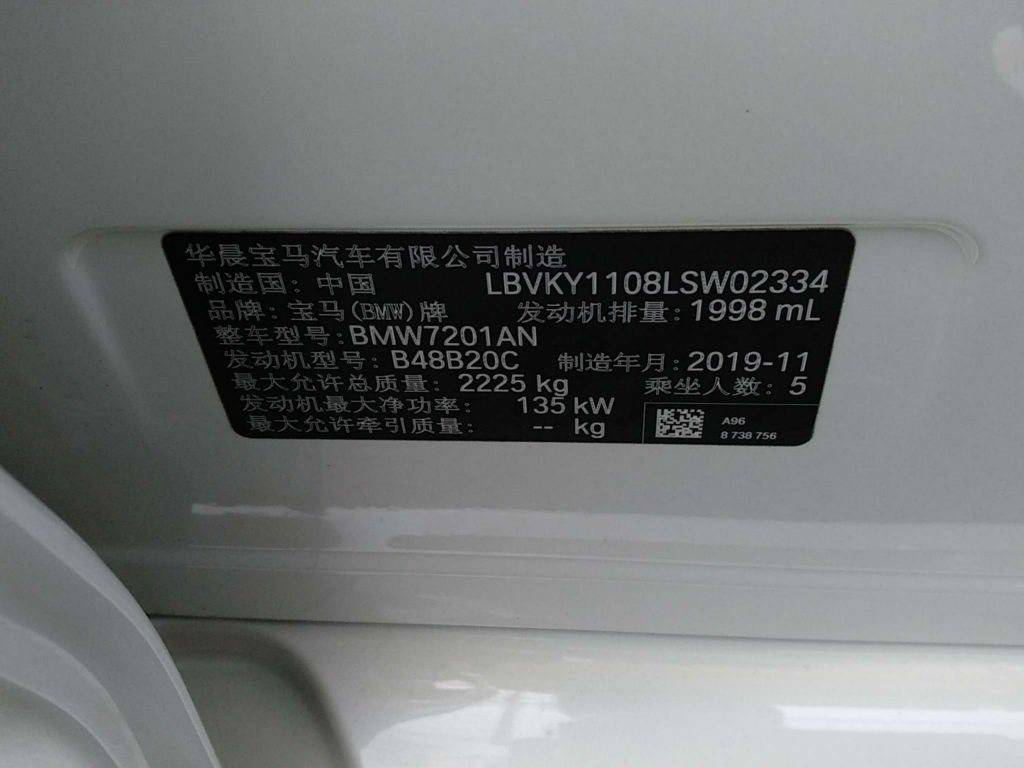 华晨宝马汽车有限公司制造
制造国：中国 LBVKY1108LSW02334
品牌：宝马(BMW)牌 发动机排量：1998 mL
整车型号：BMW7201AN
发动机型号：B48B20C 制造年月：2019-11
最大允许总质量：2225 kg 乘坐人数：5
发动机最大净功率：135 kW
最大允许牵引质量：-- kg
A96
8 738 756